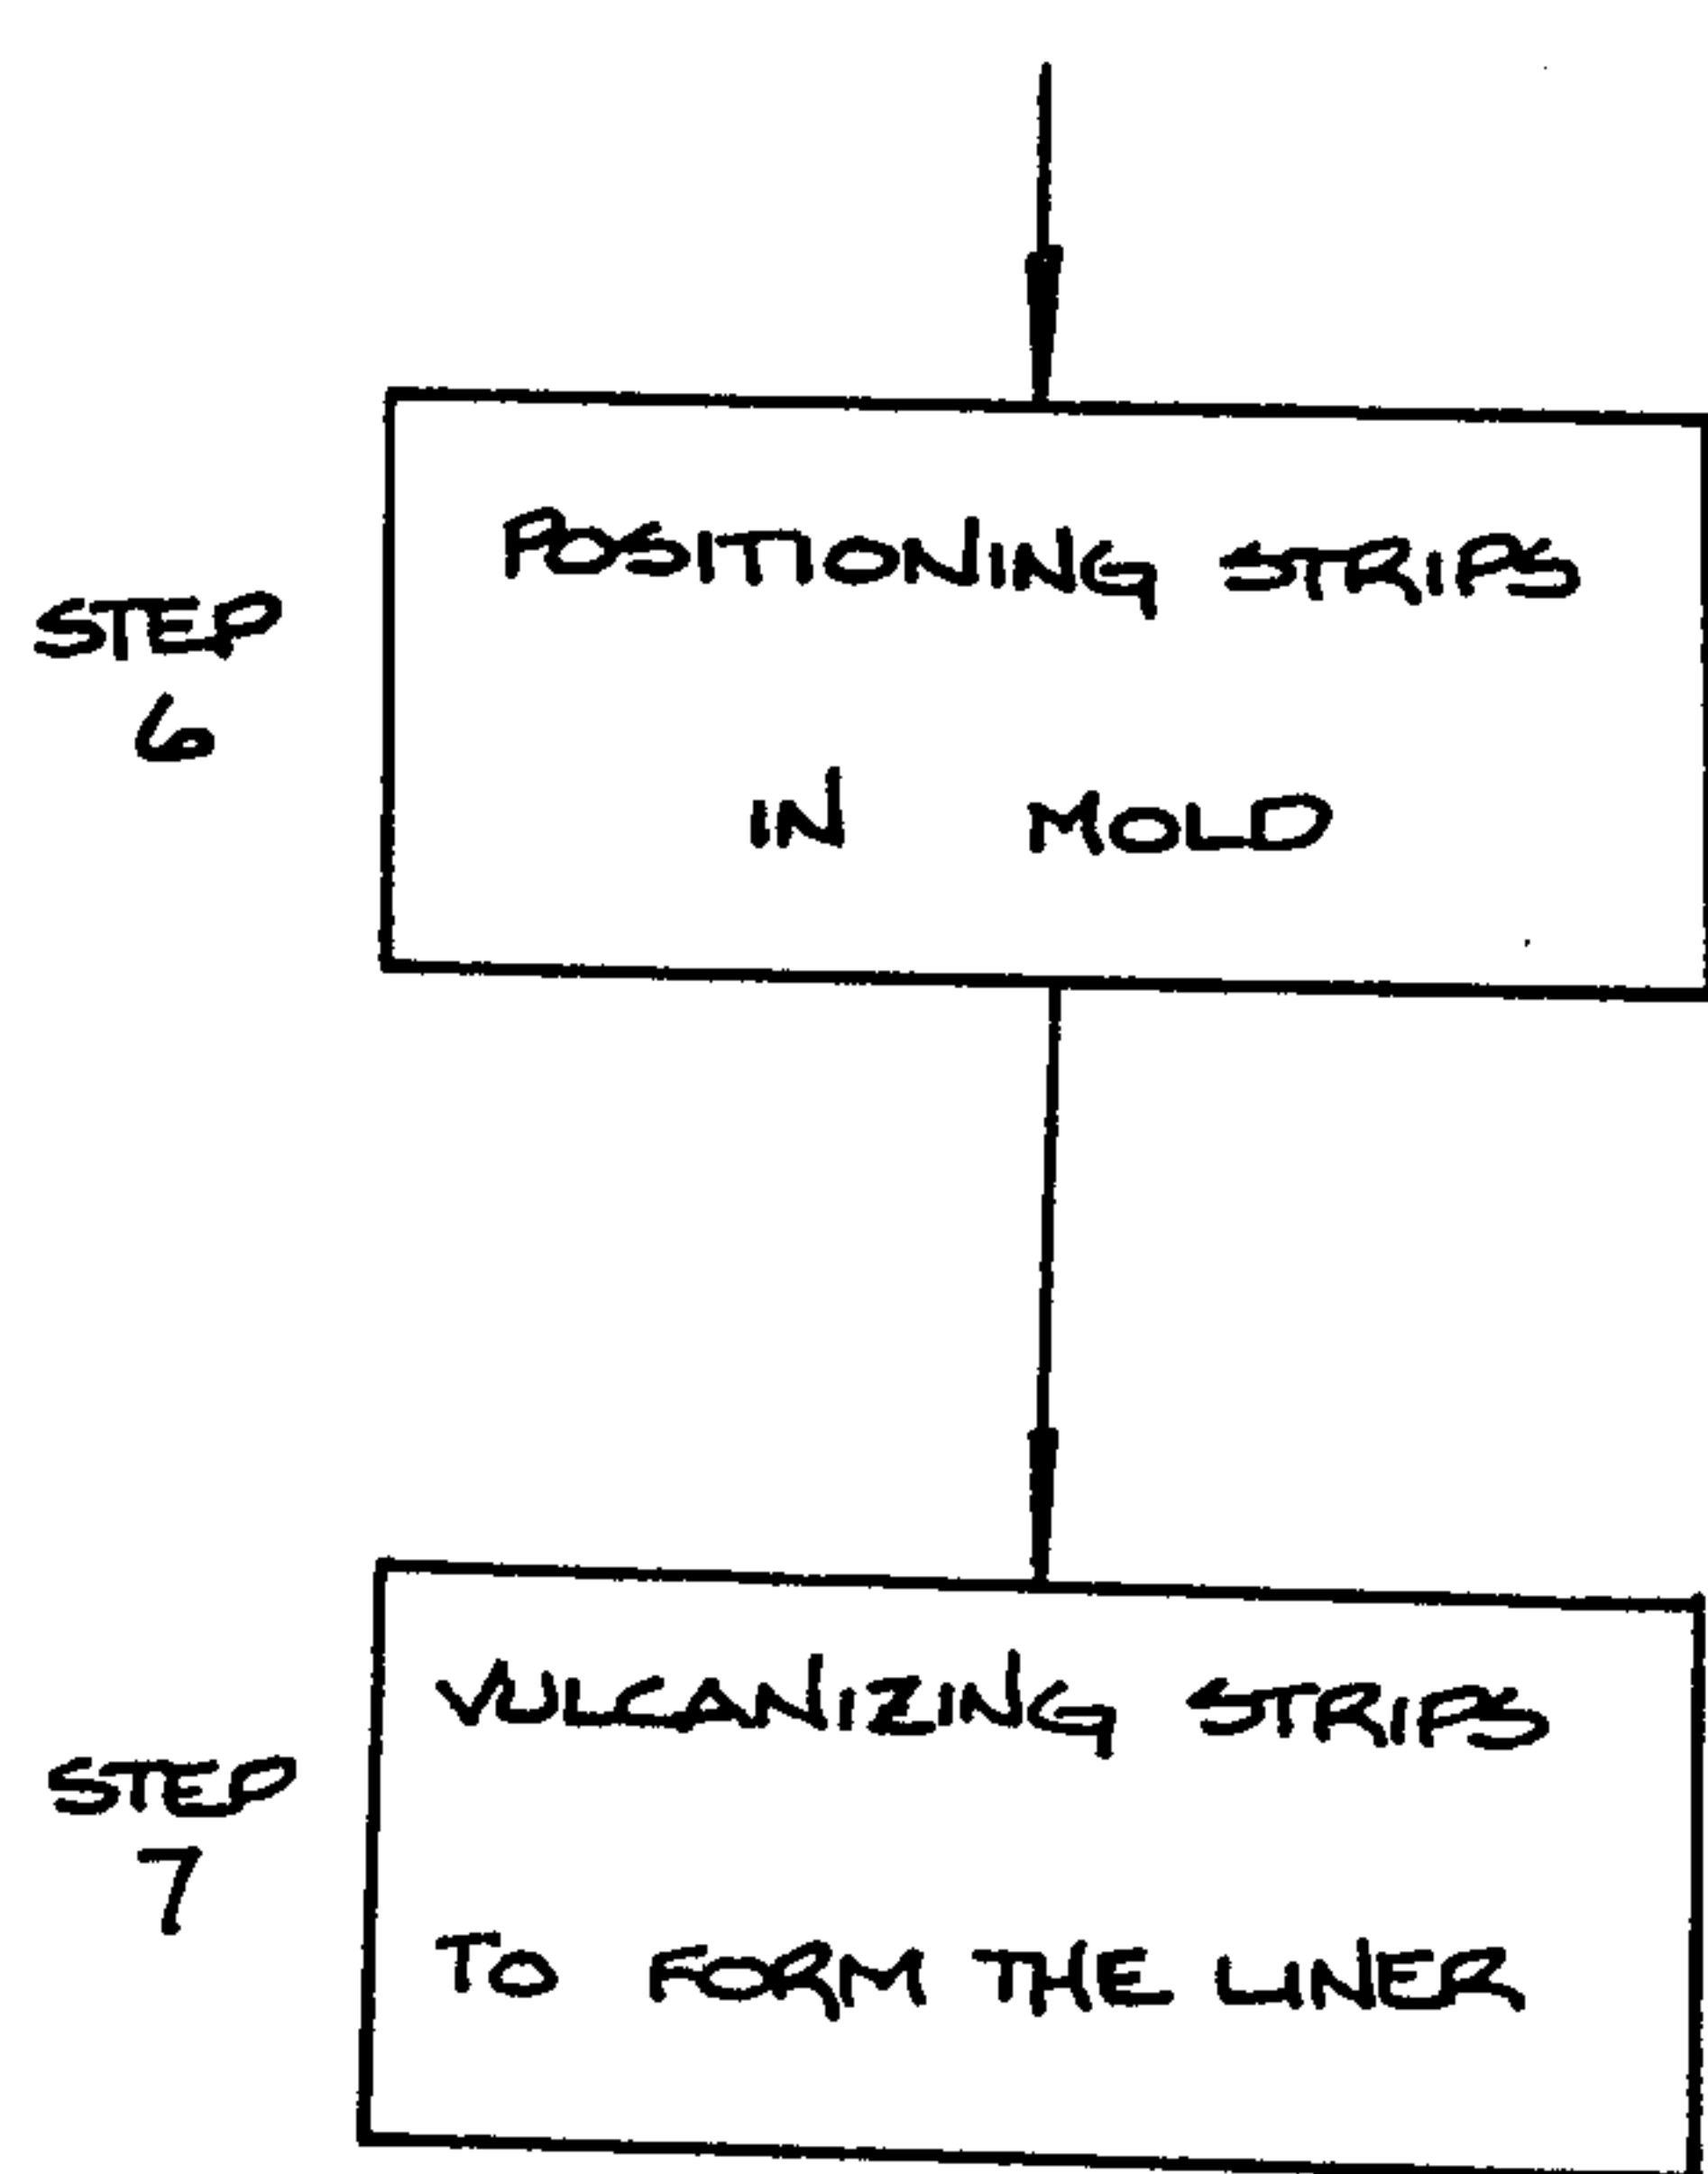 POSITIONING STRIPS
STEP
6
IN MOLD
VULCANIZING STRIPS
STEP
7
TO FORM THE LINER